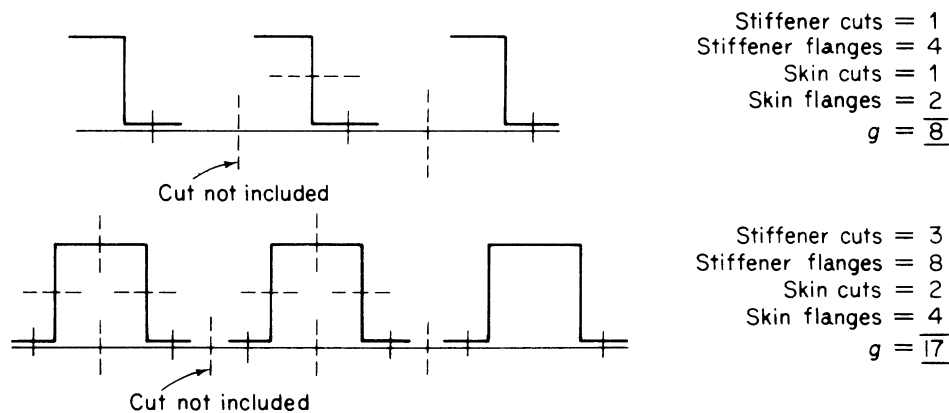 Stiffener cuts = 1
Stiffener flanges = 4
Skin cuts = 1
Skin flanges = 2
g = 8
Cut not included
Stiffener cuts = 3
Stiffener flanges = 8
Skin cuts = 2
Skin flanges = 4
g = 17
Cut not included